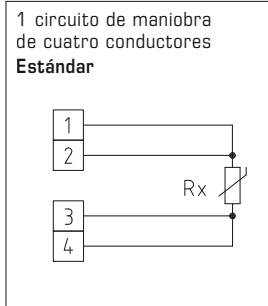 1 circuito de maniobra
de cuatro conductores
Estándar
1
2
Rx
3
4